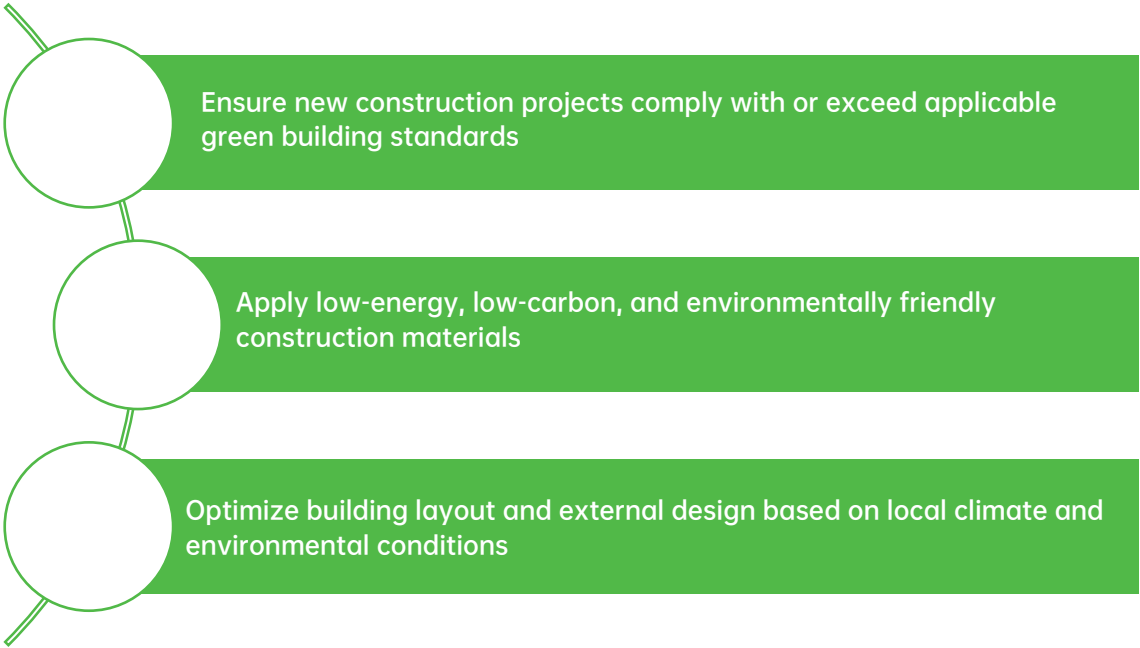 Ensure new construction projects comply with or exceed applicable
green building standards
Apply low-energy, low-carbon, and environmentally friendly
construction materials
Optimize building layout and external design based on local climate and
environmental conditions